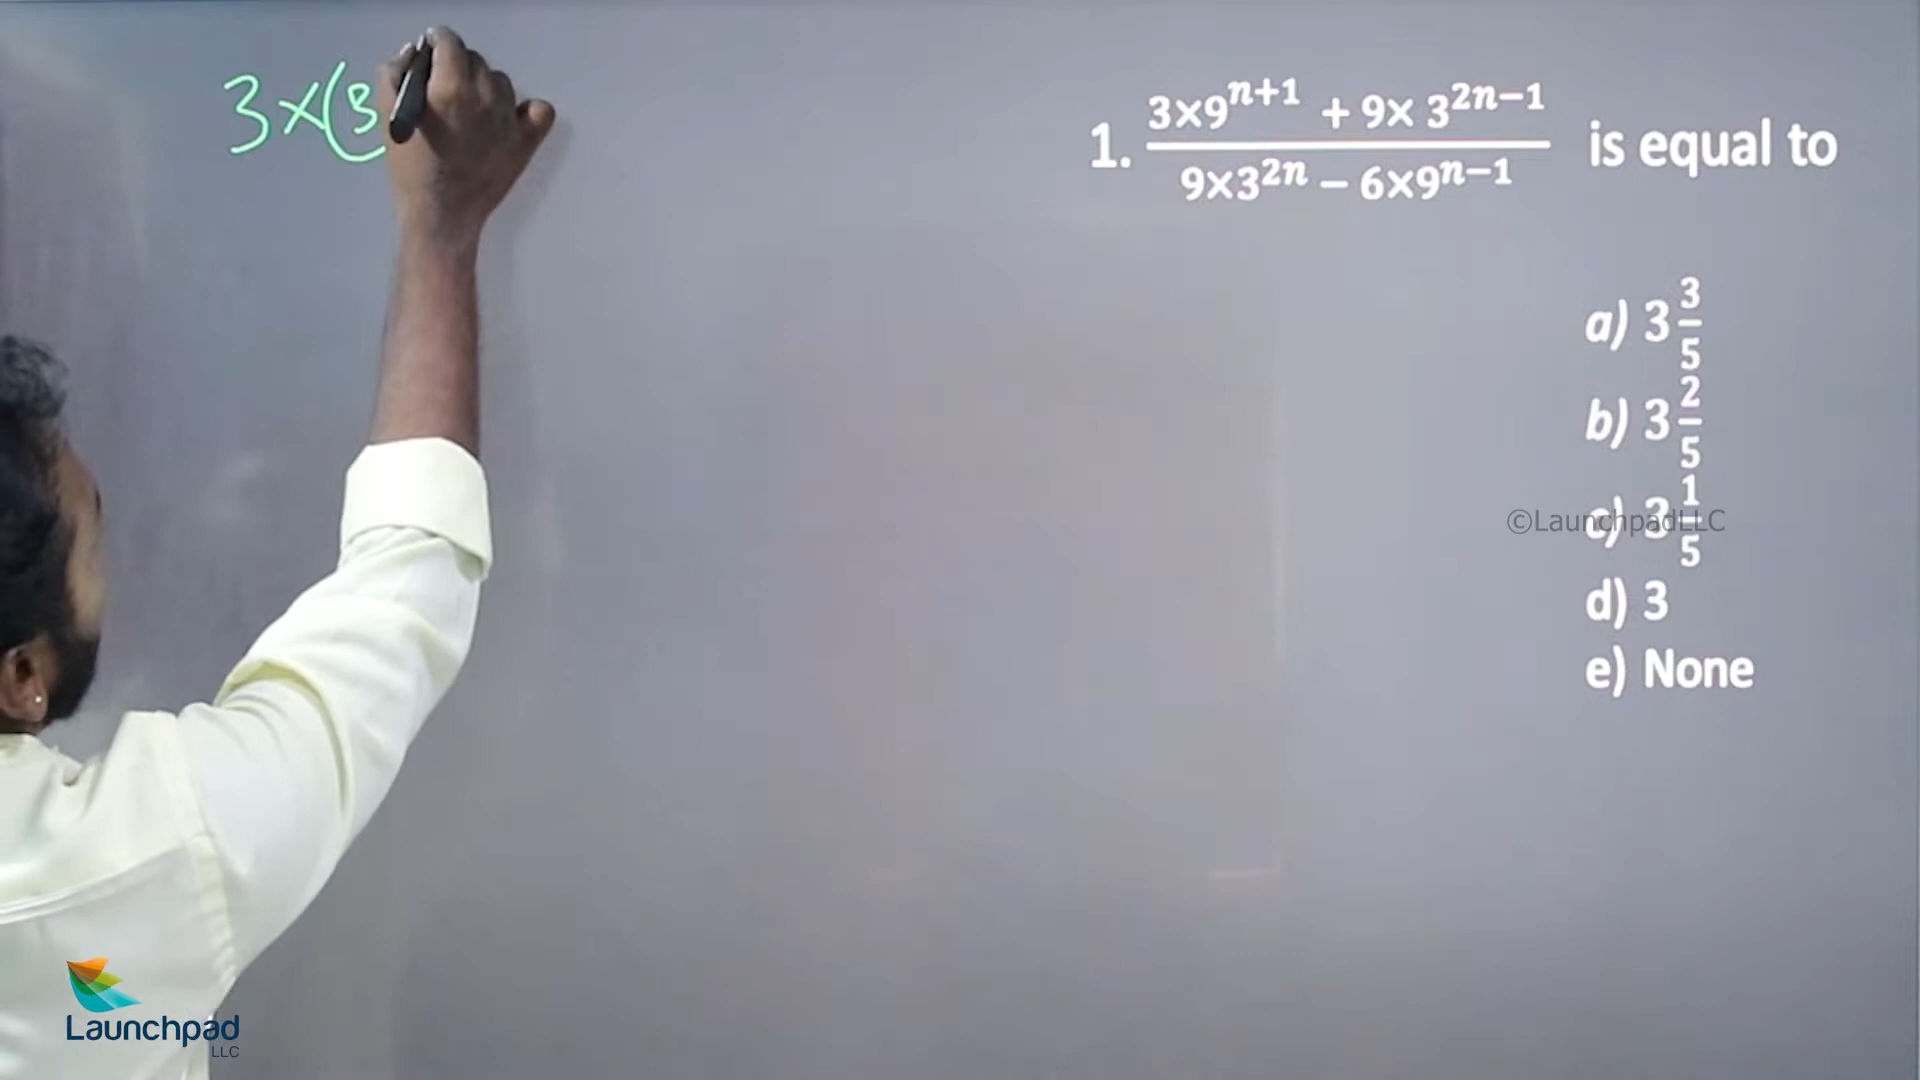 3×(3
1. 3×9^{n+1} + 9× 3^{2n−1} / 9×3^{2n} − 6×9^{n−1} is equal to
a) 3 3/5
b) 3 2/5
c) 3 1/5
©LaunchpadLLC
d) 3
e) None
Launchpad
LLC